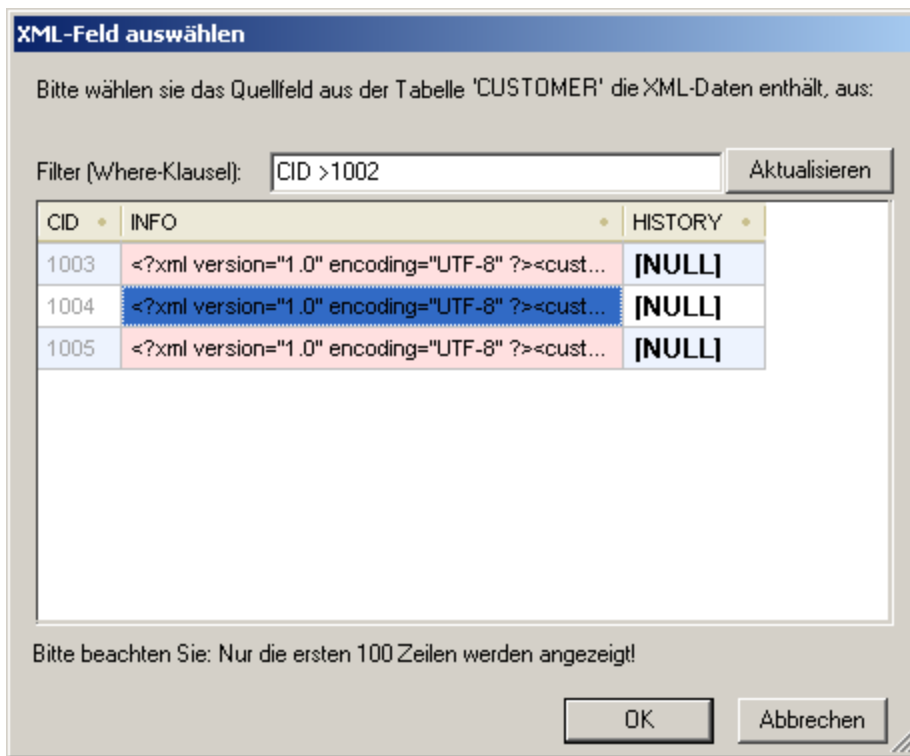 XML-Feld auswählen
Bitte wählen sie das Quellfeld aus der Tabelle 'CUSTOMER' die XML-Daten enthält, aus:
Filter (Where-Klausel): CID >1002 Aktualisieren
CID INFO HISTORY
1003 <?xml version="1.0" encoding="UTF-8" ?><cust... [NULL]
1004 <?xml version="1.0" encoding="UTF-8" ?><cust... [NULL]
1005 <?xml version="1.0" encoding="UTF-8" ?><cust... [NULL]
Bitte beachten Sie: Nur die ersten 100 Zeilen werden angezeigt!
OK Abbrechen